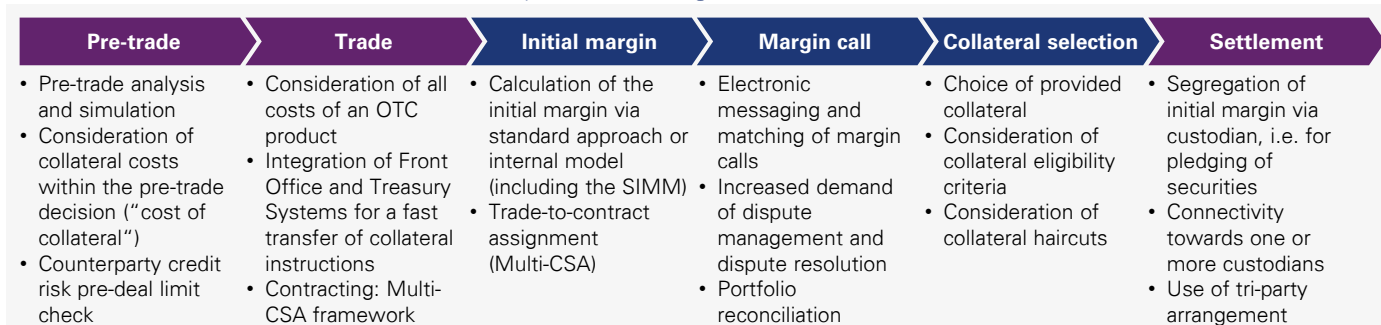 Pre-trade
Trade
Initial margin
Margin call
Collateral selection
Settlement
• Pre-trade analysis
and simulation
• Consideration of
collateral costs
within the pre-trade
decision (“cost of
collateral“)
• Counterparty credit
risk pre-deal limit
check
• Consideration of all
costs of an OTC
product
• Integration of Front
Office and Treasury
Systems for a fast
transfer of collateral
instructions
• Contracting: Multi-
CSA framework
• Calculation of the
initial margin via
standard approach or
internal model
(including the SIMM)
• Trade-to-contract
assignment
(Multi-CSA)
• Electronic
messaging and
matching of margin
calls
• Increased demand
of dispute
management and
dispute resolution
• Portfolio
reconciliation
• Choice of provided
collateral
• Consideration of
collateral eligibility
criteria
• Consideration of
collateral haircuts
• Segregation of
initial margin via
custodian, i.e. for
pledging of
securities
• Connectivity
towards one or
more custodians
• Use of tri-party
arrangement